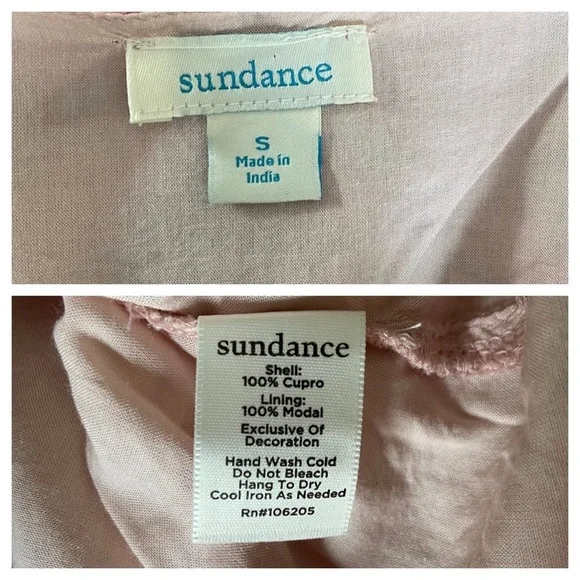 sundance
S
Made in
India
sundance
Shell:
100% Cupro
Lining:
100% Modal
Exclusive Of
Decoration
Hand Wash Cold
Do Not Bleach
Hang To Dry
Cool Iron As Needed
Rn#106205